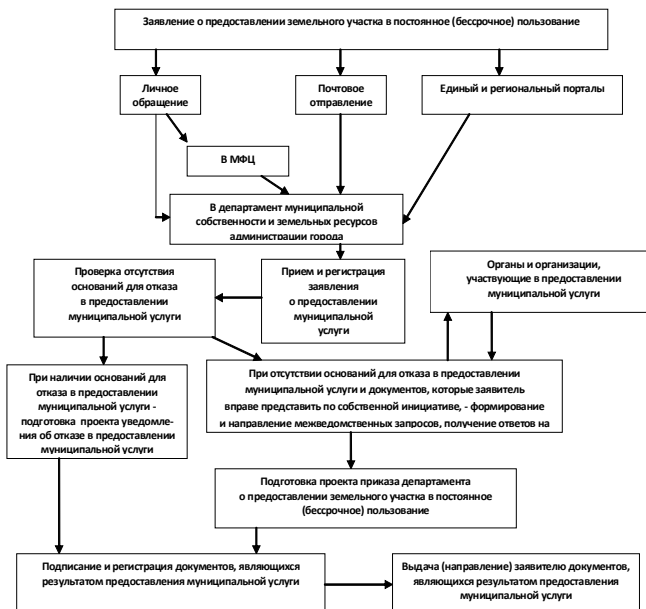 Заявление о предоставлении земельного участка в постоянное (бессрочное) пользование
Личное
обращение
Почтовое
отправление
Единый и региональный порталы
В МФЦ
В департамент муниципальной
собственности и земельных ресурсов
администрации города
Проверка отсутствия
оснований для отказа
в предоставлении
муниципальной услуги
Прием и регистрация
заявления
о предоставлении
муниципальной
услуги
Органы и организации,
участвующие в предоставлении
муниципальной услуги
При наличии оснований для
отказа в предоставлении
муниципальной услуги -
подготовка проекта уведомле-
ния об отказе в предоставлении
муниципальной услуги
При отсутствии оснований для отказа в предоставлении
муниципальной услуги и документов, которые заявитель
вправе представить по собственной инициативе, - формирование
и направление межведомственных запросов, получение ответов на
Подготовка проекта приказа департамента
о предоставлении земельного участка в постоянное
(бессрочное) пользование
Подписание и регистрация документов, являющихся
результатом предоставления муниципальной услуги
Выдача (направление) заявителю документов,
являющихся результатом предоставления
муниципальной услуги